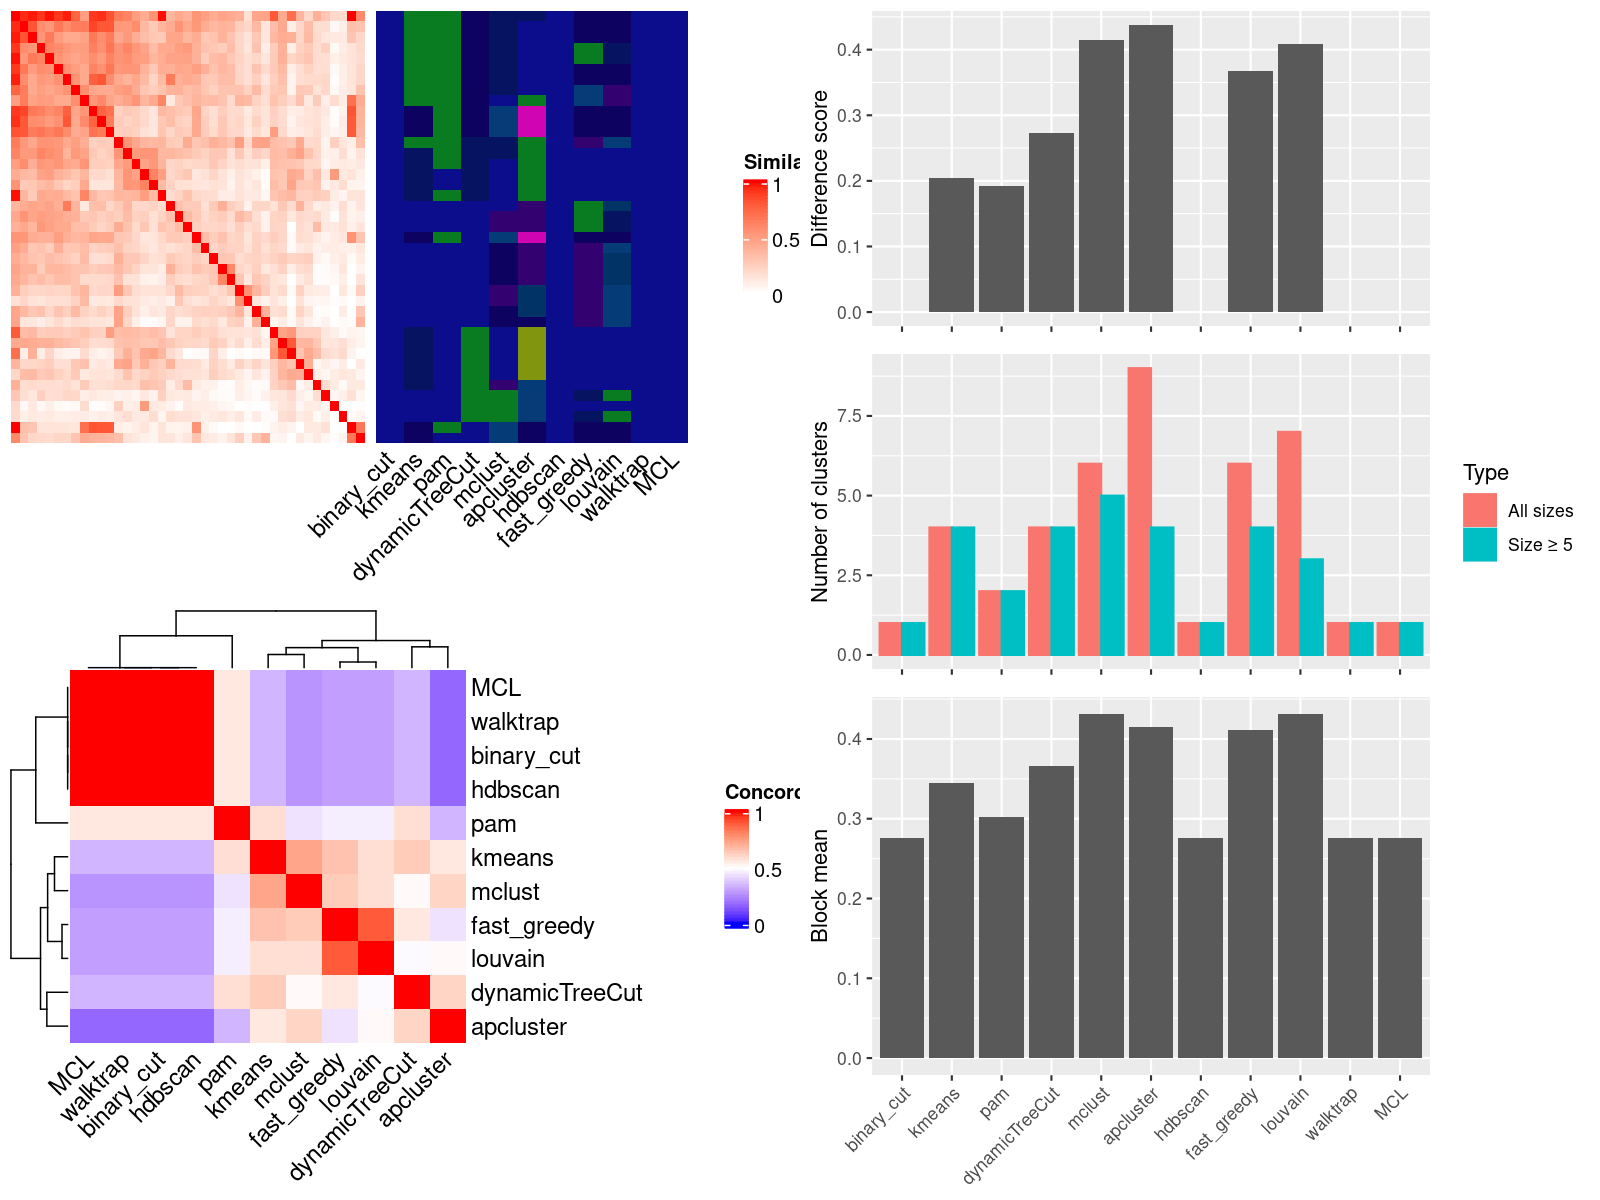 Simila
1
0.5
0
binary_cut
kmeans
pam
dynamicTreeCut
mclust
apcluster
hdbscan
fast_greedy
louvain
walktrap
MCL
Difference score
0.4
0.3
0.2
0.1
0.0
Number of clusters
7.5
5.0
2.5
0.0
Type
All sizes
Size ≥ 5
MCL
walktrap
binary_cut
hdbscan
pam
kmeans
mclust
fast_greedy
louvain
dynamicTreeCut
apcluster
MCL
walktrap
binary_cut
hdbscan
pam
kmeans
mclust
fast_greedy
louvain
dynamicTreeCut
apcluster
Concord
1
0.5
0
Block mean
0.4
0.3
0.2
0.1
0.0
binary_cut
kmeans
pam
dynamicTreeCut
mclust
apcluster
hdbscan
fast_greedy
louvain
walktrap
MCL